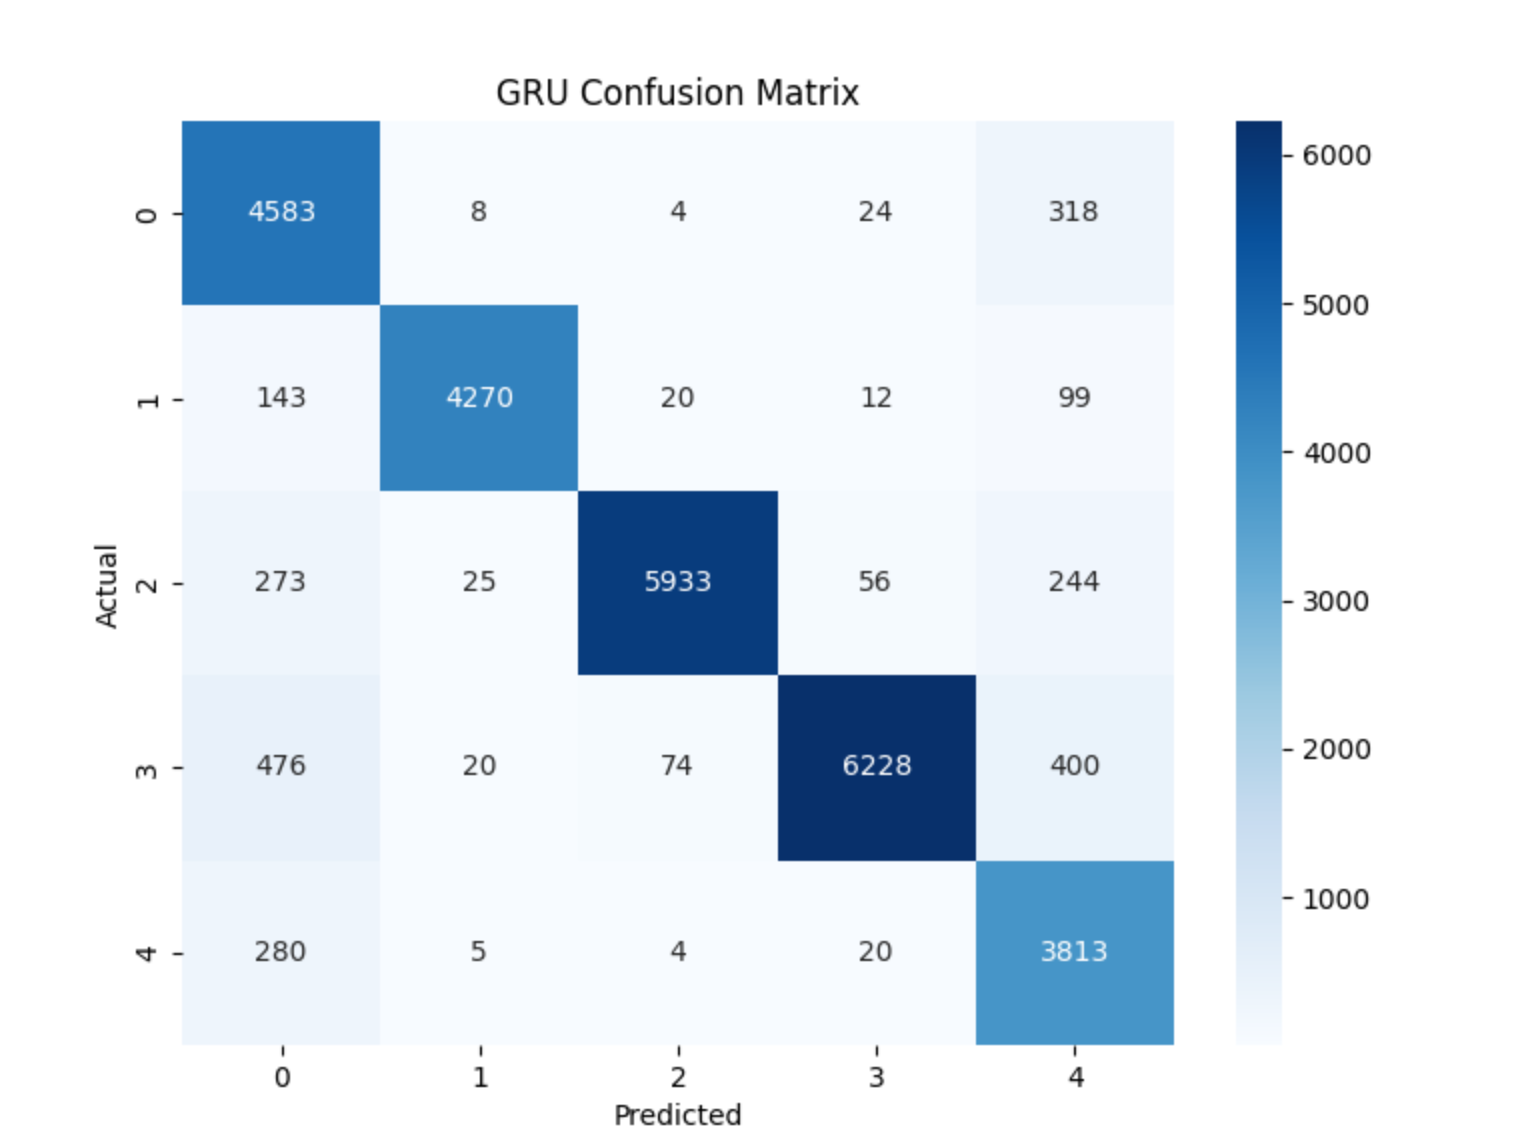 GRU Confusion Matrix
6000
0 4583 8 4 24 318
5000
1 143 4270 20 12 99
4000
Actual
2 273 25 5933 56 244
3000
3 476 20 74 6228 400
2000
1000
4 280 5 4 20 3813
0 1 2 3 4
Predicted